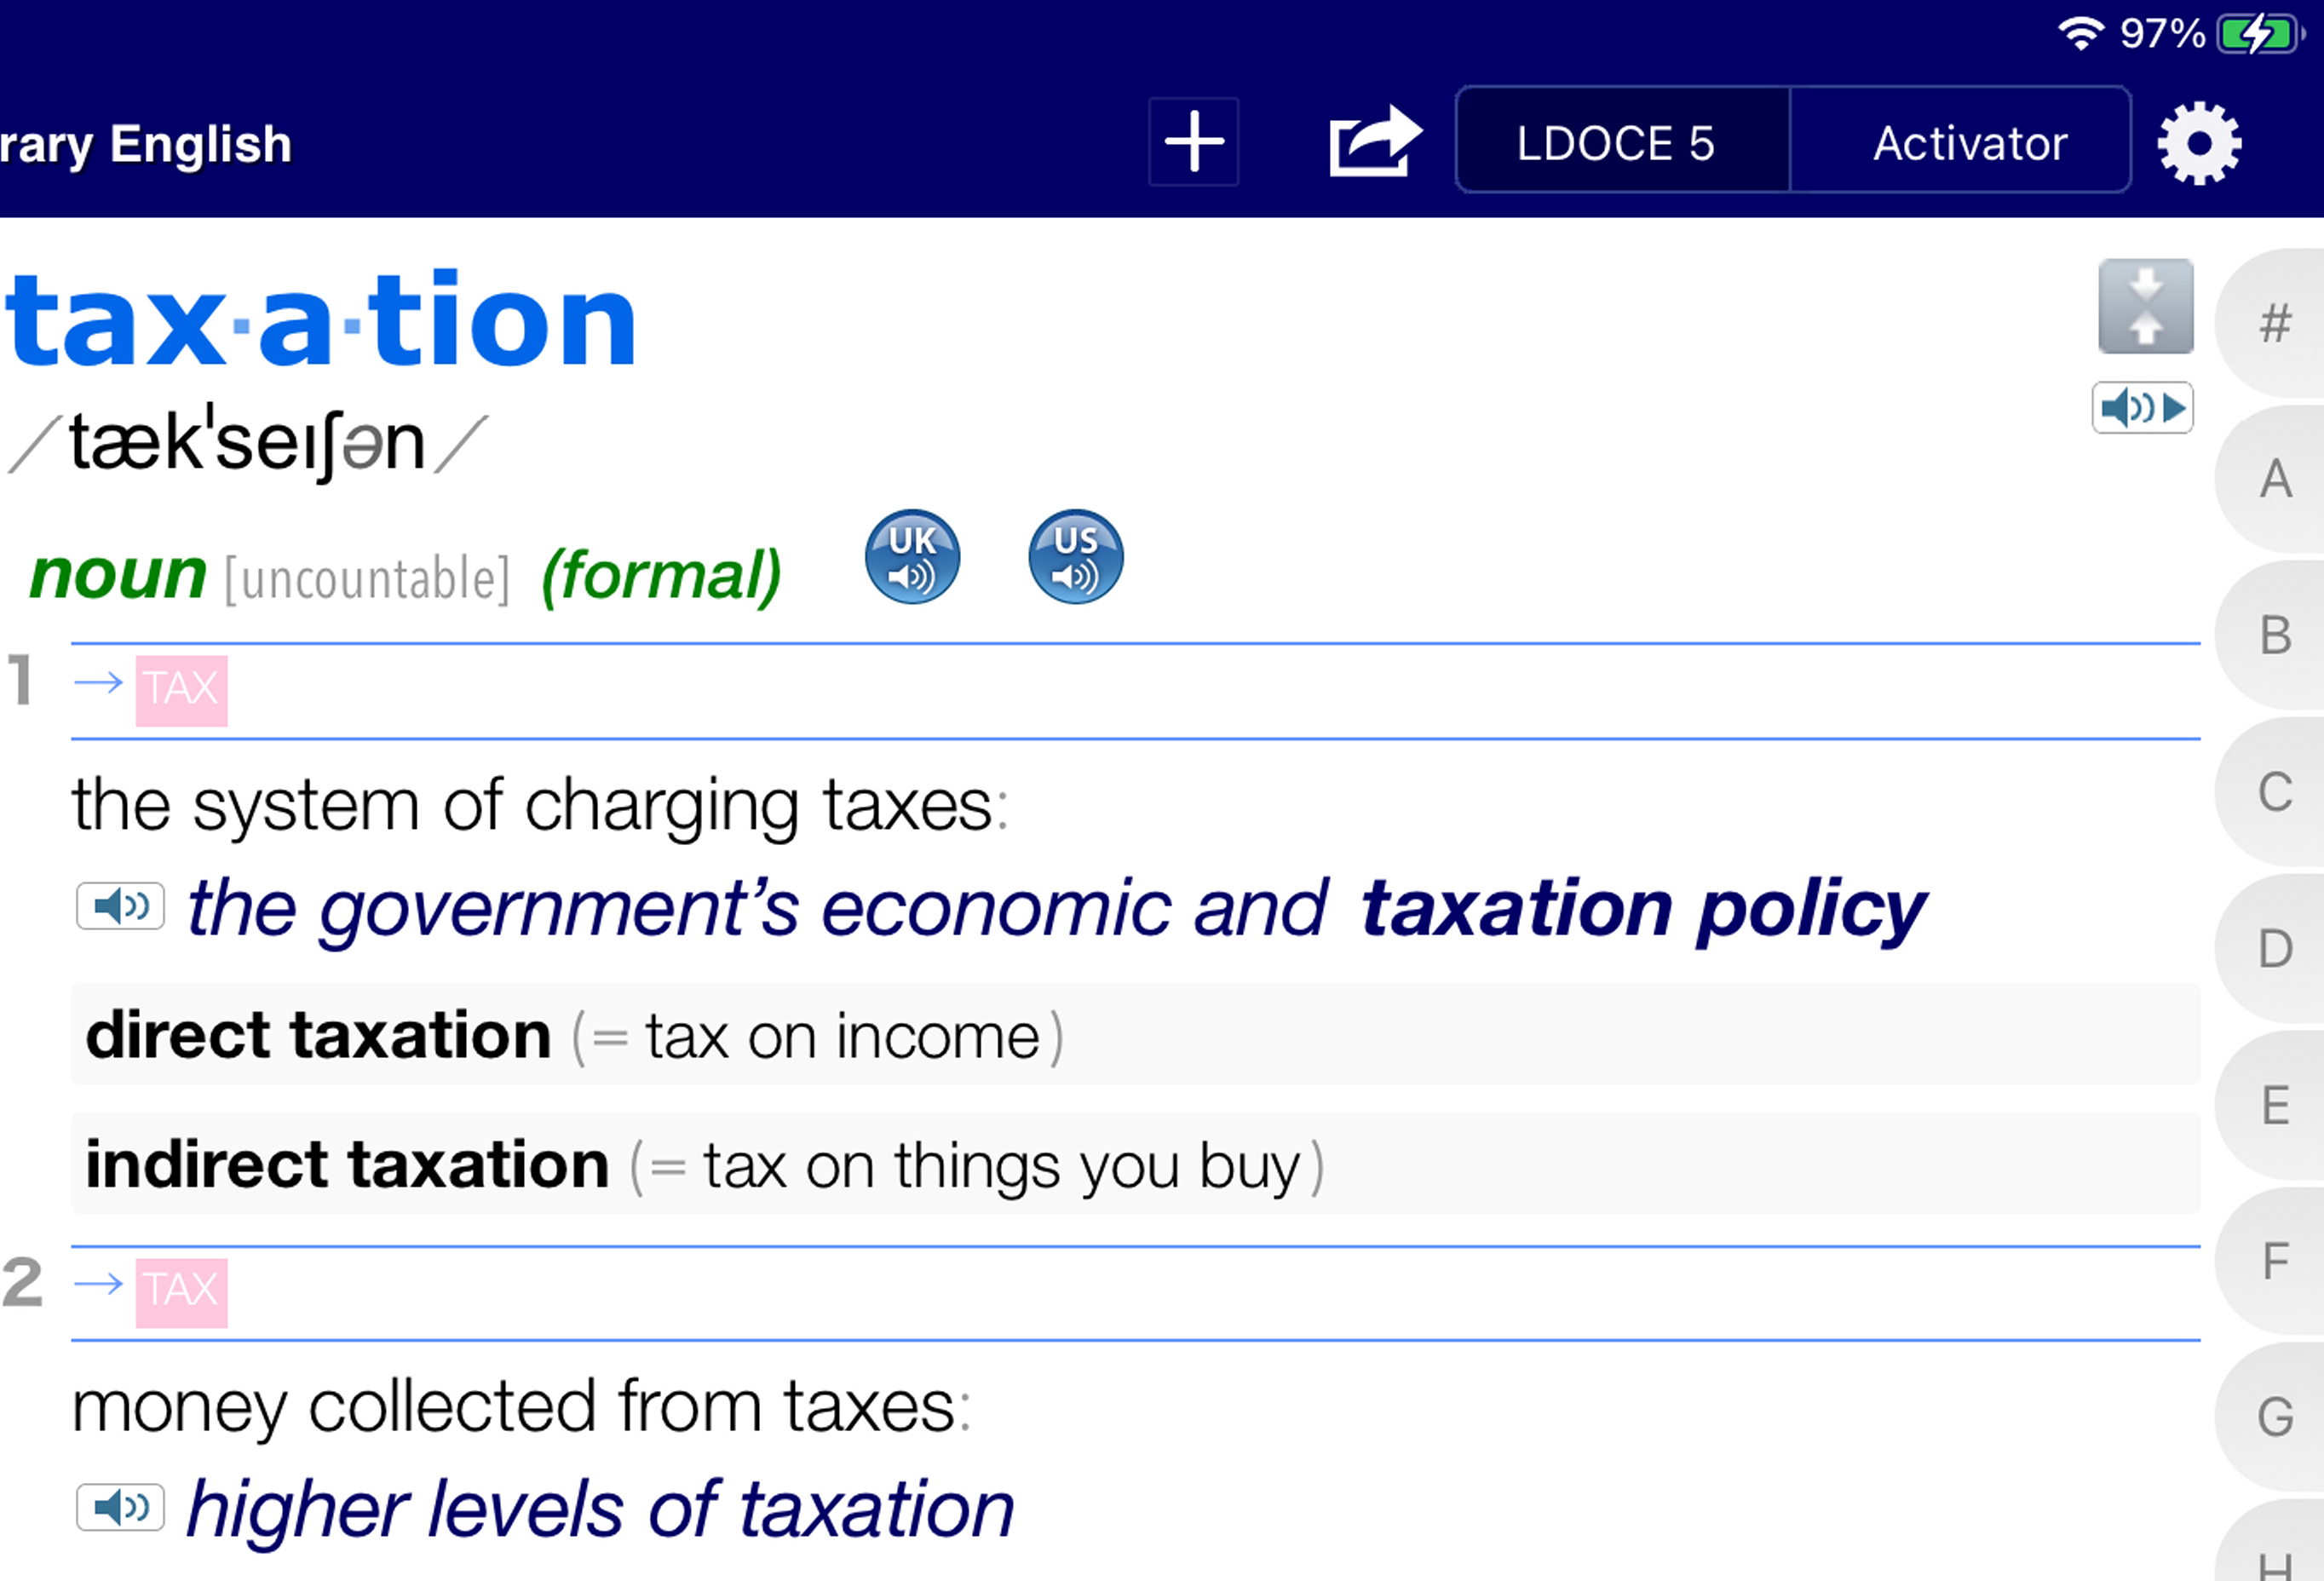 97%
rary English
LDOCE 5
Activator
tax·a·tion
/tækˈseɪʃən/
noun [uncountable] (formal)
UK
US
1 → TAX
the system of charging taxes:
the government’s economic and taxation policy
direct taxation (= tax on income)
indirect taxation (= tax on things you buy)
2 → TAX
money collected from taxes:
higher levels of taxation
#
A
B
C
D
E
F
G
H